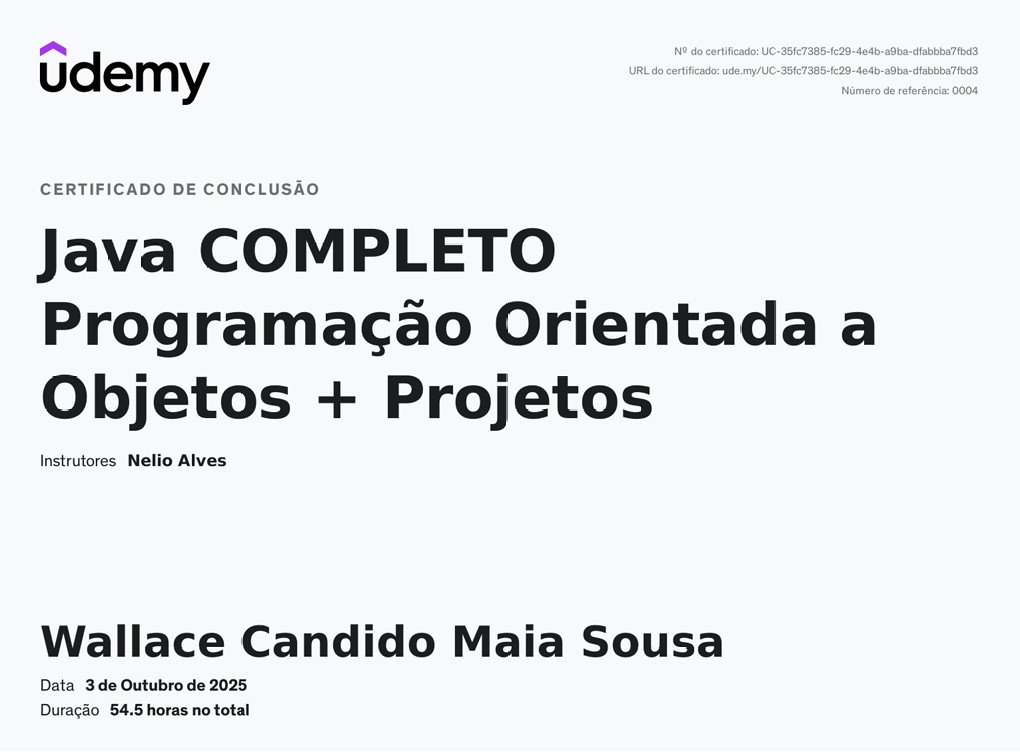 udemy
Nº do certificado: UC-35fc7385-fc29-4e4b-a9ba-dfabbba7fbd3
URL do certificado: ude.my/UC-35fc7385-fc29-4e4b-a9ba-dfabbba7fbd3
Número de referência: 0004
CERTIFICADO DE CONCLUSÃO
Java COMPLETO
Programação Orientada a
Objetos + Projetos
Instrutores Nelio Alves
Wallace Candido Maia Sousa
Data 3 de Outubro de 2025
Duração 54.5 horas no total